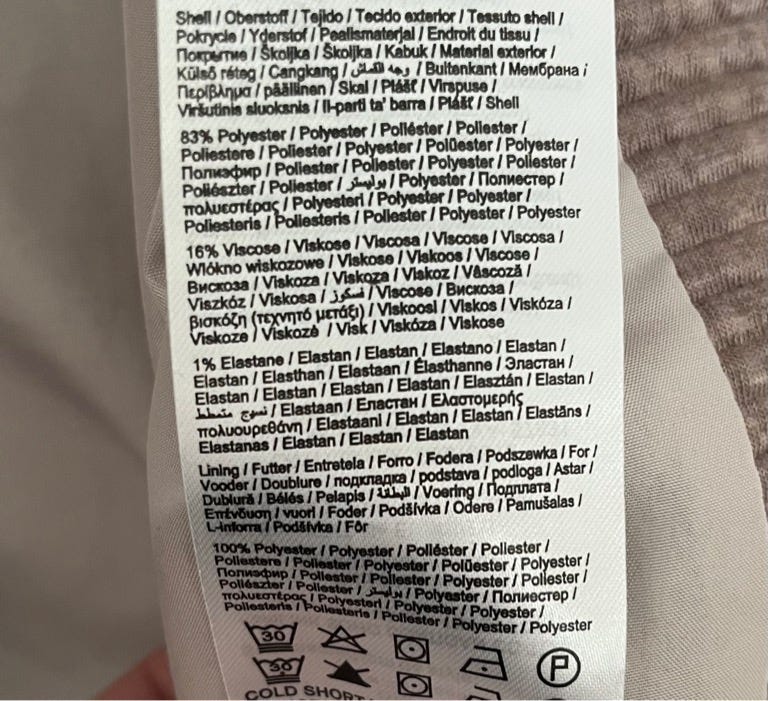 Shell / Oberstoff / Tejido / Tecido exterior / Tessuto shell /
Pokrycie / Yderstof / Pealismaterjal / Endroit du tissu /
Покрытие / Školjka / Školjka / Kabuk / Material exterior /
Külső réteg / Cangkang / وجه القماش / Buitenkant / Мембрана i
Περίβλημα / päällinen / Skal / Plášť / Virspuse /
Viršutinis sluoksnis / Il-parti ta' barra / Plášť / Shell
83% Polyester / Polyester / Poliéster / Poliester /
Poliestere / Poliester / Polyester / Polüester / Polyester /
Полиэфир / Poliester / Poliester / Polyester / Poliester /
Poliészter / Poliester / بوليستر / Polyester / Полиестер /
πολυεστέρας / Polyesteri / Polyester / Polyester /
Poliesteris / Poliesteris / Poliester / Polyester / Polyester
16% Viscose / Viskose / Viscosa / Viscose / Viscosa /
Włókno wiskozowe / Viskose / Viskoos / Viscose /
Вискоза / Viskoza / Viskoza / Viskoz / Vâscoză /
Viszkóz / Viskosa / فسكوز / Viscose / Вискоза /
βισκόζη (τεχνητό μετάξι) / Viskoosi / Viskos / Viskóza /
Viskoze / Viskozė / Visk / Viskóza / Viskose
1% Elastane / Elastan / Elastan / Elastano / Elastan /
Elastan / Elasthan / Elastaan / Élasthanne / Эластан /
Elastan / Elastan / Elastan / Elastan / Elasztán / Elastan /
نسوج متمطط / Elastaan / Еластан / Ελαστομερής
πολυουρεθάνη / Elastaani / Elastan / Elastan / Elastāns /
Elastanas / Elastan / Elastan / Elastan
Lining / Futter / Entretela / Forro / Fodera / Podszewka / For /
Vooder / Doublure / подкладка / podstava / podloga / Astar /
Dublură / Bélés / Pelapis / البطانة / Voering / Подплата /
Επένδυση / vuori / Foder / Podšívka / Odere / Pamušalas /
L-inforra / Podšívka / Fôr
100% Polyester / Polyester / Poliéster / Poliester /
Poliestere / Poliester / Polyester / Polüester / Polyester /
Полиэфир / Poliester / Poliester / Polyester / Poliester /
Poliészter / Poliester / بوليستر / Polyester / Полиестер /
πολυεστέρας / Polyesteri / Polyester / Polyester /
Poliesteris / Poliesteris / Poliester / Polyester / Polyester
30 P
30
COLD SHORT